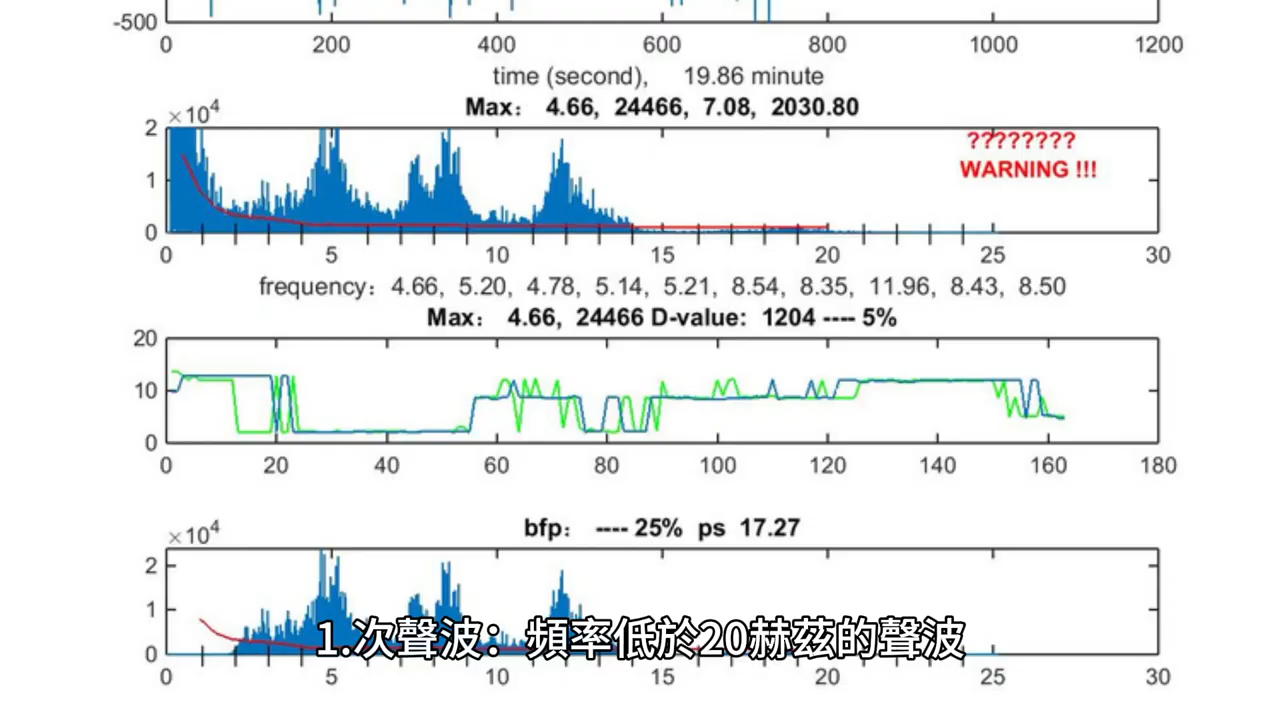 -500
0 200 400 600 800 1000 1200
time (second), 19.86 minute
Max： 4.66, 24466, 7.08, 2030.80
×10^4
2
????????
WARNING !!!
1
0
0 5 10 15 20 25 30
frequency： 4.66, 5.20, 4.78, 5.14, 5.21, 8.54, 8.35, 11.96, 8.43, 8.50
Max： 4.66, 24466 D-value: 1204 ---- 5%
20
10
0
0 20 40 60 80 100 120 140 160 180
bfp： ---- 25% ps 17.27
×10^4
2
1
1.次聲波：頻率低於20赫茲的聲波
0
0 5 10 15 20 25 30